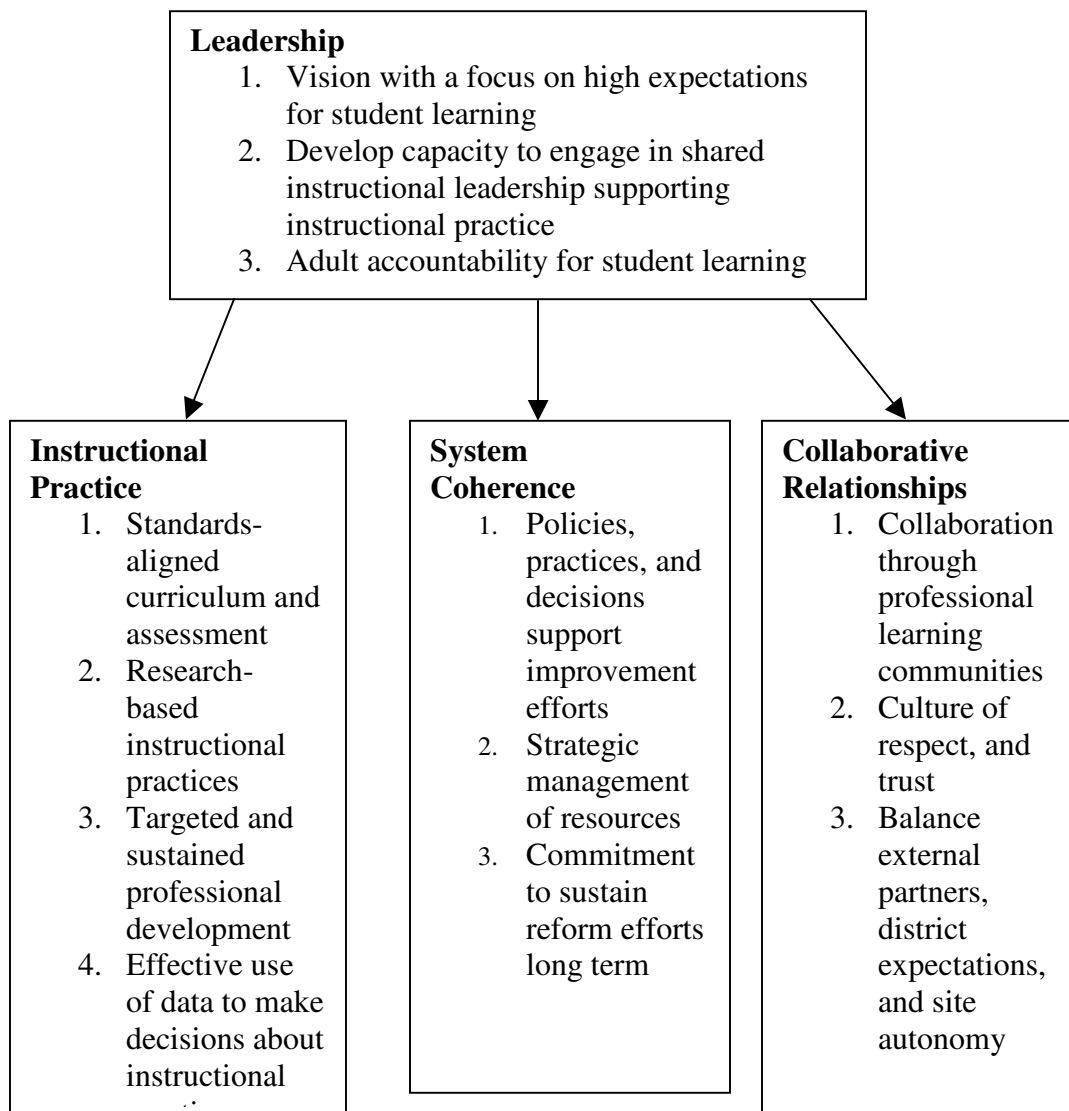 Leadership
1. Vision with a focus on high expectations
for student learning
2. Develop capacity to engage in shared
instructional leadership supporting
instructional practice
3. Adult accountability for student learning
Instructional
Practice
1. Standards-
aligned
curriculum and
assessment
2. Research-
based
instructional
practices
3. Targeted and
sustained
professional
development
4. Effective use
of data to make
decisions about
instructional
System
Coherence
1. Policies,
practices, and
decisions
support
improvement
efforts
2. Strategic
management
of resources
3. Commitment
to sustain
reform efforts
long term
Collaborative
Relationships
1. Collaboration
through
professional
learning
communities
2. Culture of
respect, and
trust
3. Balance
external
partners,
district
expectations,
and site
autonomy